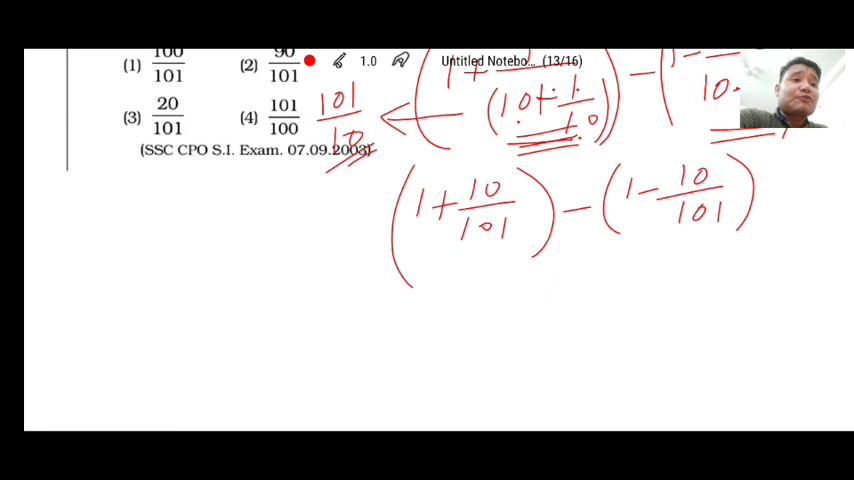 (1) 100/101 (2) 90/101
1.0 Untitled Notebo... (13/16)
(3) 20/101 (4) 101/100
(SSC CPO S.I. Exam. 07.09.2003)
101/10
(10 + 1/10)
(1 + 10/101) − (1 − 10/101)